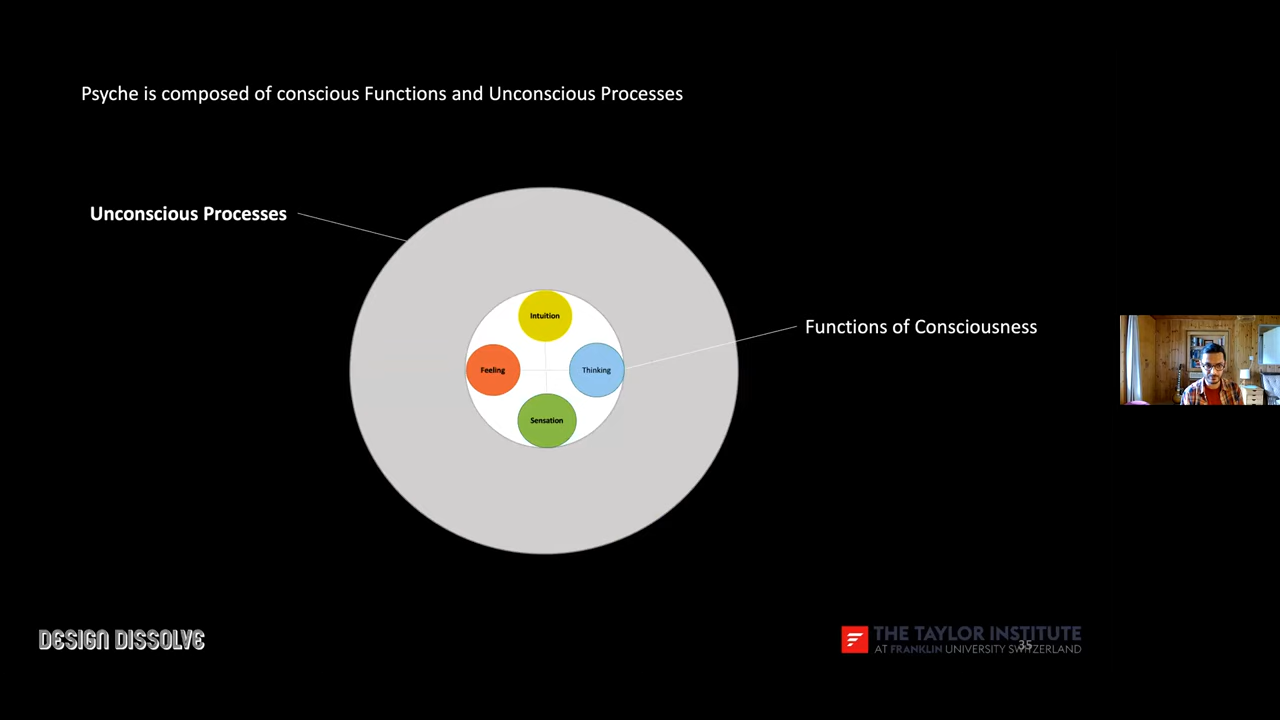 Psyche is composed of conscious Functions and Unconscious Processes
Unconscious Processes
Intuition
Functions of Consciousness
Feeling
Thinking
Sensation
DESIGN DISSOLVE
THE TAYLOR INSTITUTE
AT FRANKLIN UNIVERSITY SWITZERLAND
35